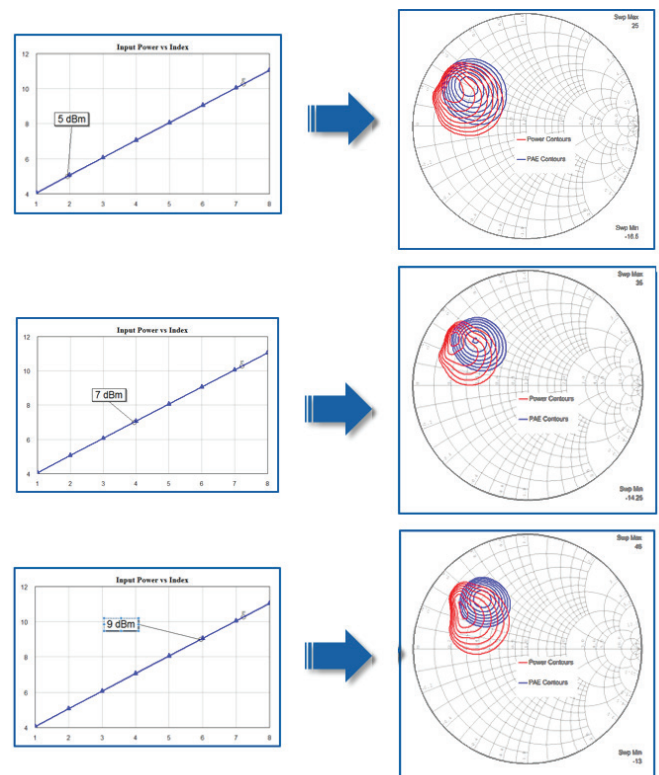 Input Power vs Index
12
10
8
6
4
5 dBm
1 2 3 4 5 6 7 8
Swp Max
25
Power Contours
PAE Contours
Swp Min
-16.5
Input Power vs Index
12
10
8
6
4
7 dBm
1 2 3 4 5 6 7 8
Swp Max
35
Power Contours
PAE Contours
Swp Min
-14.25
Input Power vs Index
12
10
8
6
4
9 dBm
1 2 3 4 5 6 7 8
Swp Max
Power Contours
PAE Contours
Swp Min
-13